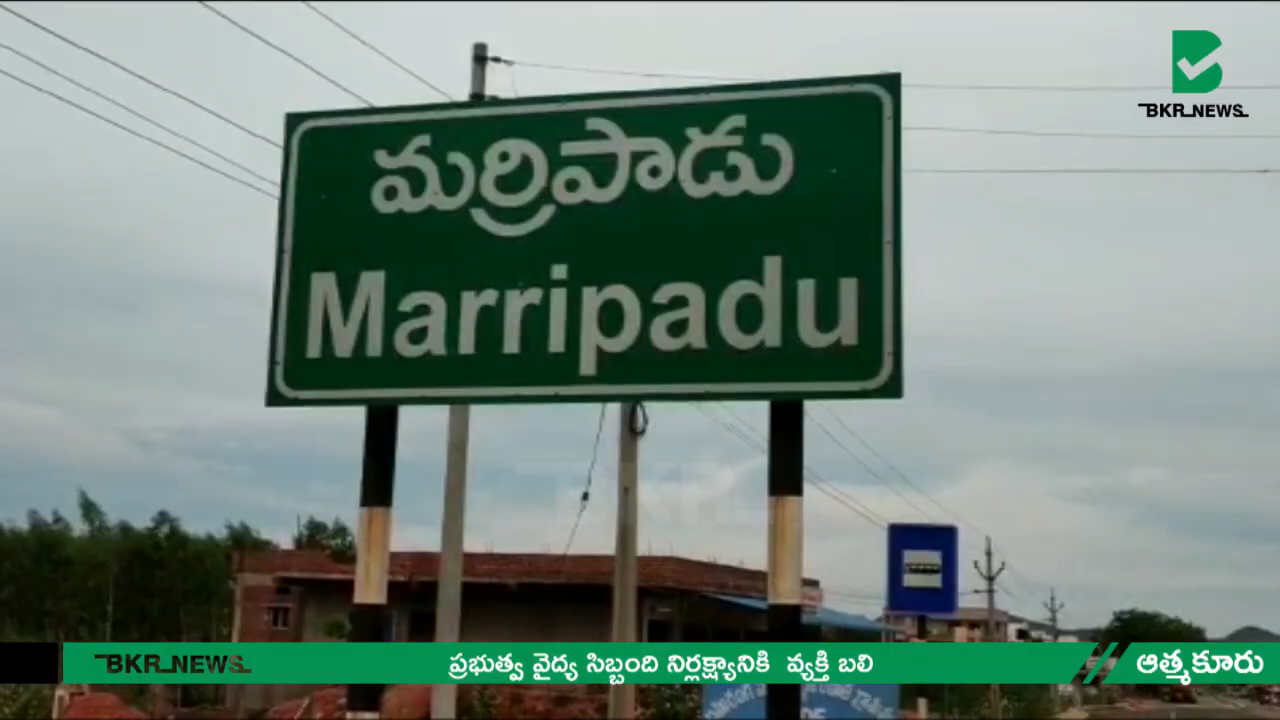 BKR_NEWS
మర్రిపాడు
Marripadu
BKR_NEWS
ప్రభుత్వ వైద్య సిబ్బంది నిర్లక్ష్యానికి వ్యక్తి బలి
ఆత్మకూరు